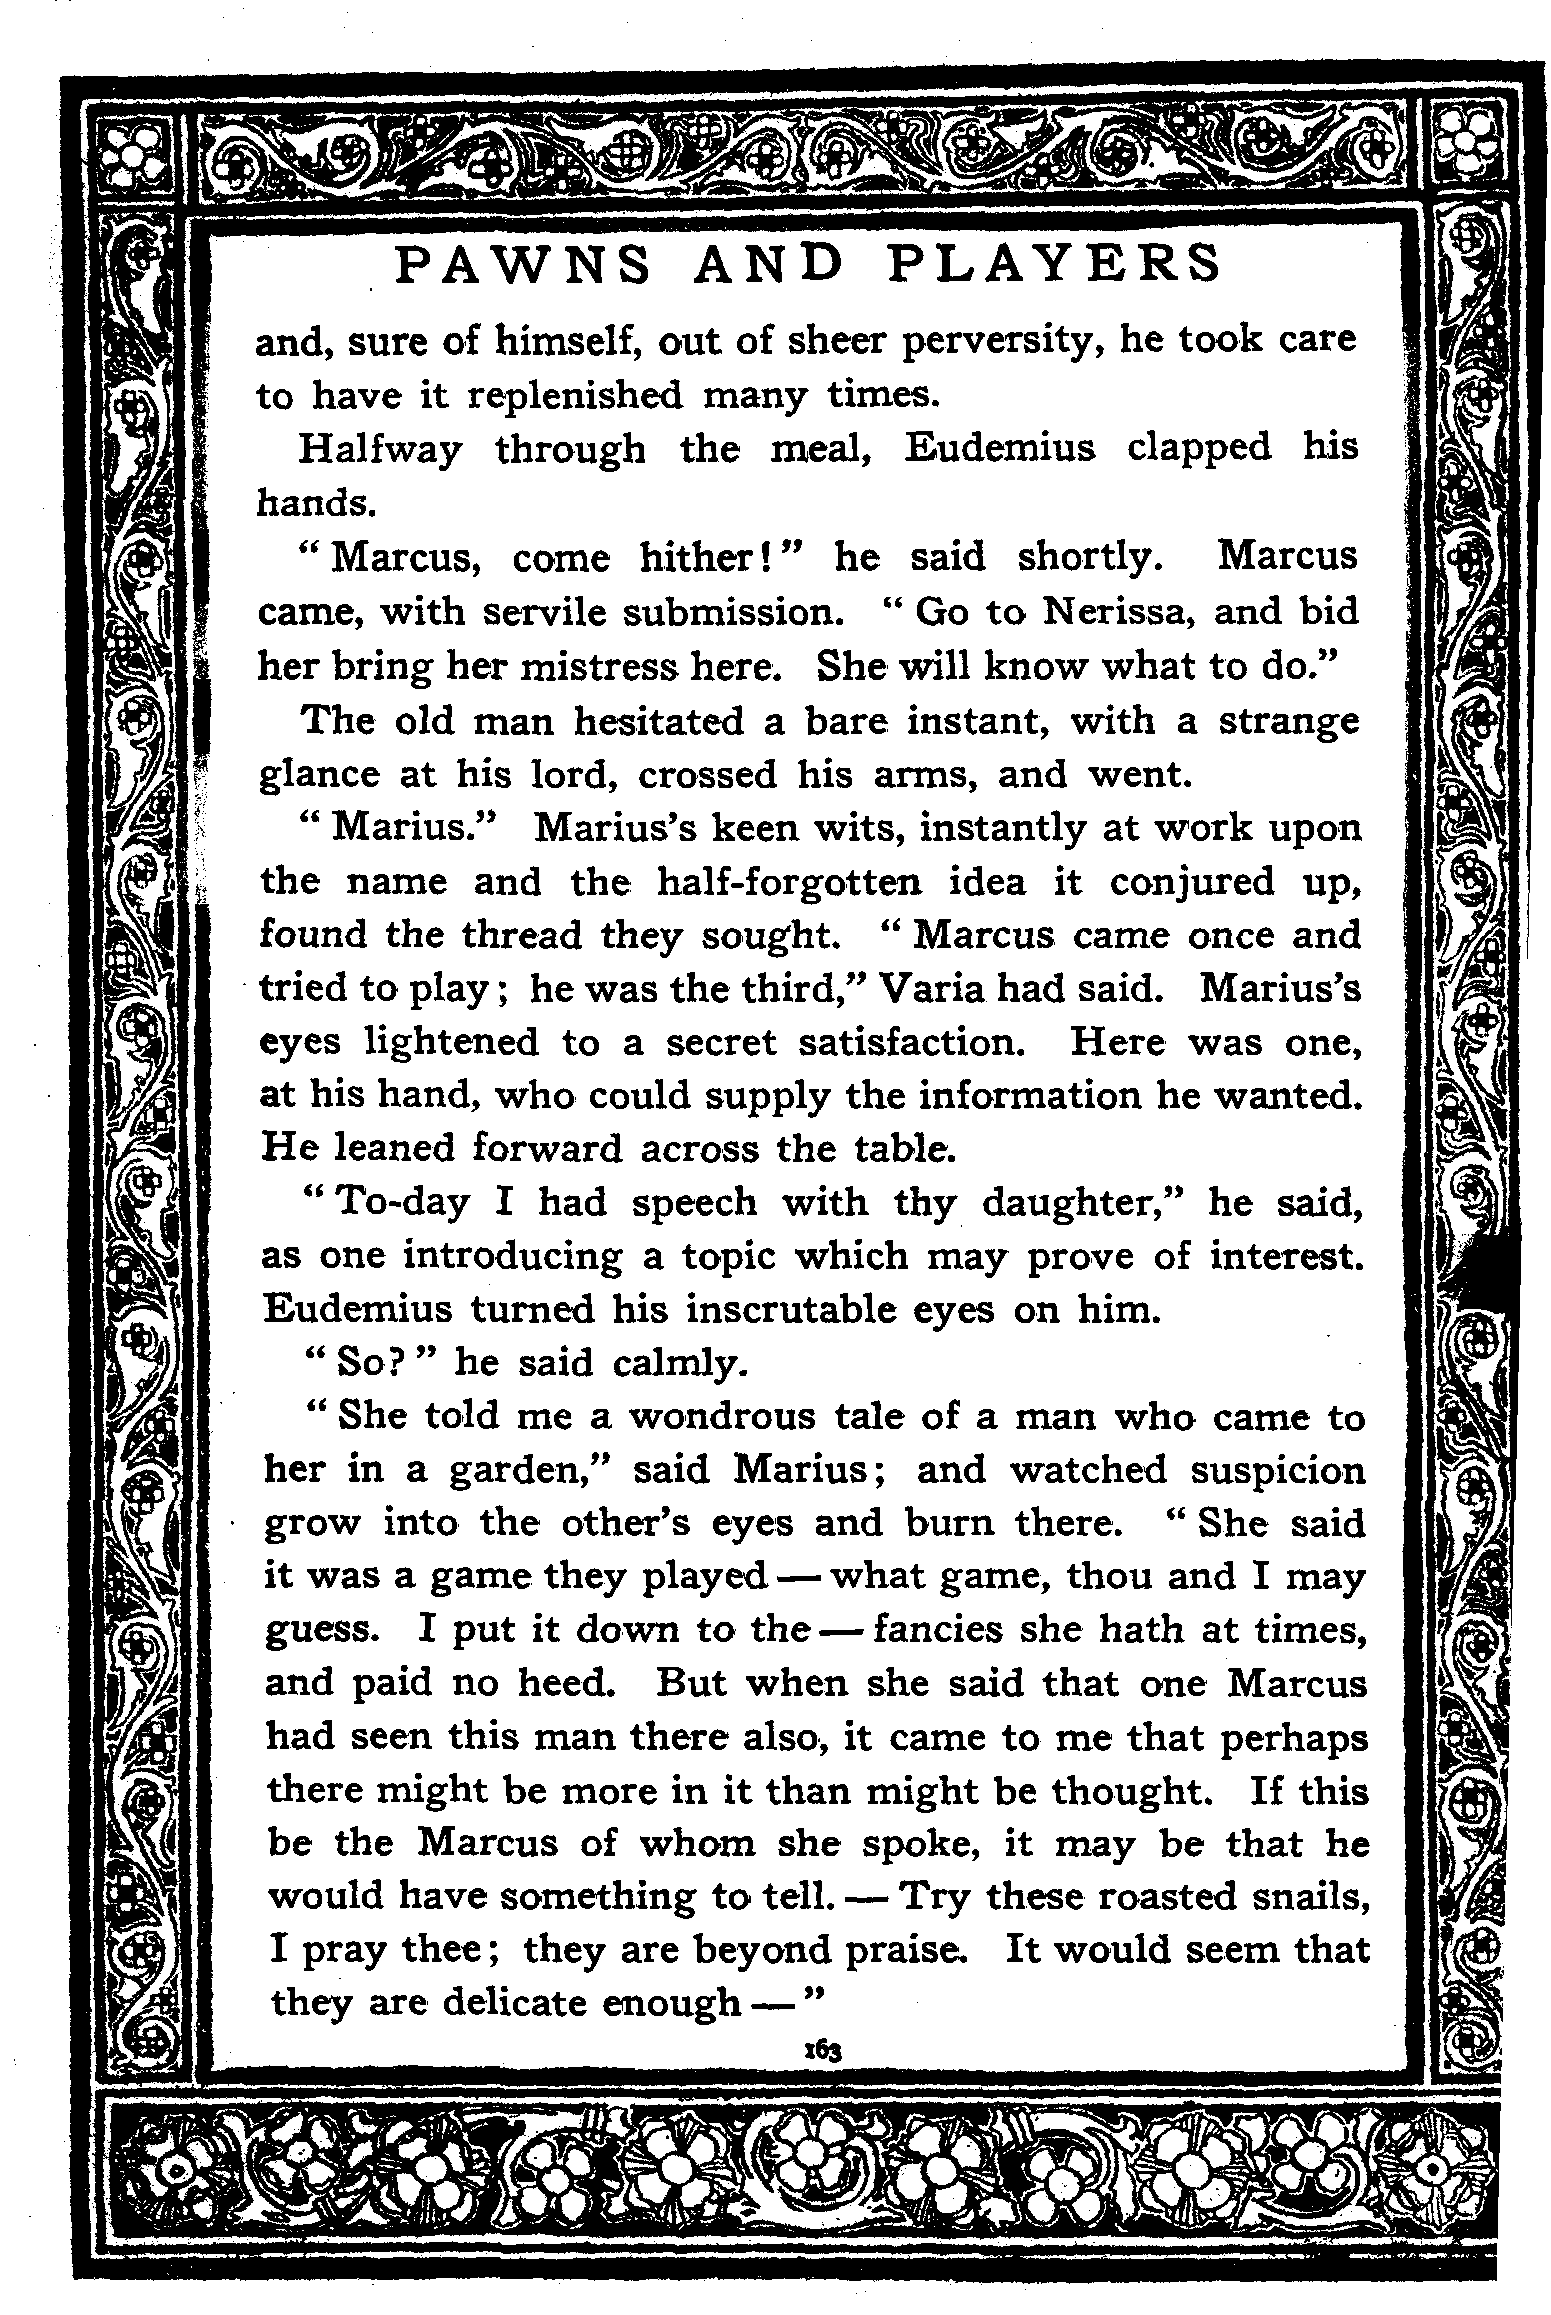 PAWNS AND PLAYERS
and, sure of himself, out of sheer perversity, he took care
to have it replenished many times.
Halfway through the meal, Eudemius clapped his
hands.
“ Marcus, come hither! ” he said shortly. Marcus
came, with servile submission. “ Go to Nerissa, and bid
her bring her mistress here. She will know what to do.”
The old man hesitated a bare instant, with a strange
glance at his lord, crossed his arms, and went.
“ Marius.” Marius’s keen wits, instantly at work upon
the name and the half-forgotten idea it conjured up,
found the thread they sought. “ Marcus came once and
tried to play ; he was the third,” Varia had said. Marius’s
eyes lightened to a secret satisfaction. Here was one,
at his hand, who could supply the information he wanted.
He leaned forward across the table.
“ To-day I had speech with thy daughter,” he said,
as one introducing a topic which may prove of interest.
Eudemius turned his inscrutable eyes on him.
“ So? ” he said calmly.
“ She told me a wondrous tale of a man who came to
her in a garden,” said Marius ; and watched suspicion
grow into the other’s eyes and burn there. “ She said
it was a game they played — what game, thou and I may
guess. I put it down to the — fancies she hath at times,
and paid no heed. But when she said that one Marcus
had seen this man there also, it came to me that perhaps
there might be more in it than might be thought. If this
be the Marcus of whom she spoke, it may be that he
would have something to tell. — Try these roasted snails,
I pray thee ; they are beyond praise. It would seem that
they are delicate enough — ”
163